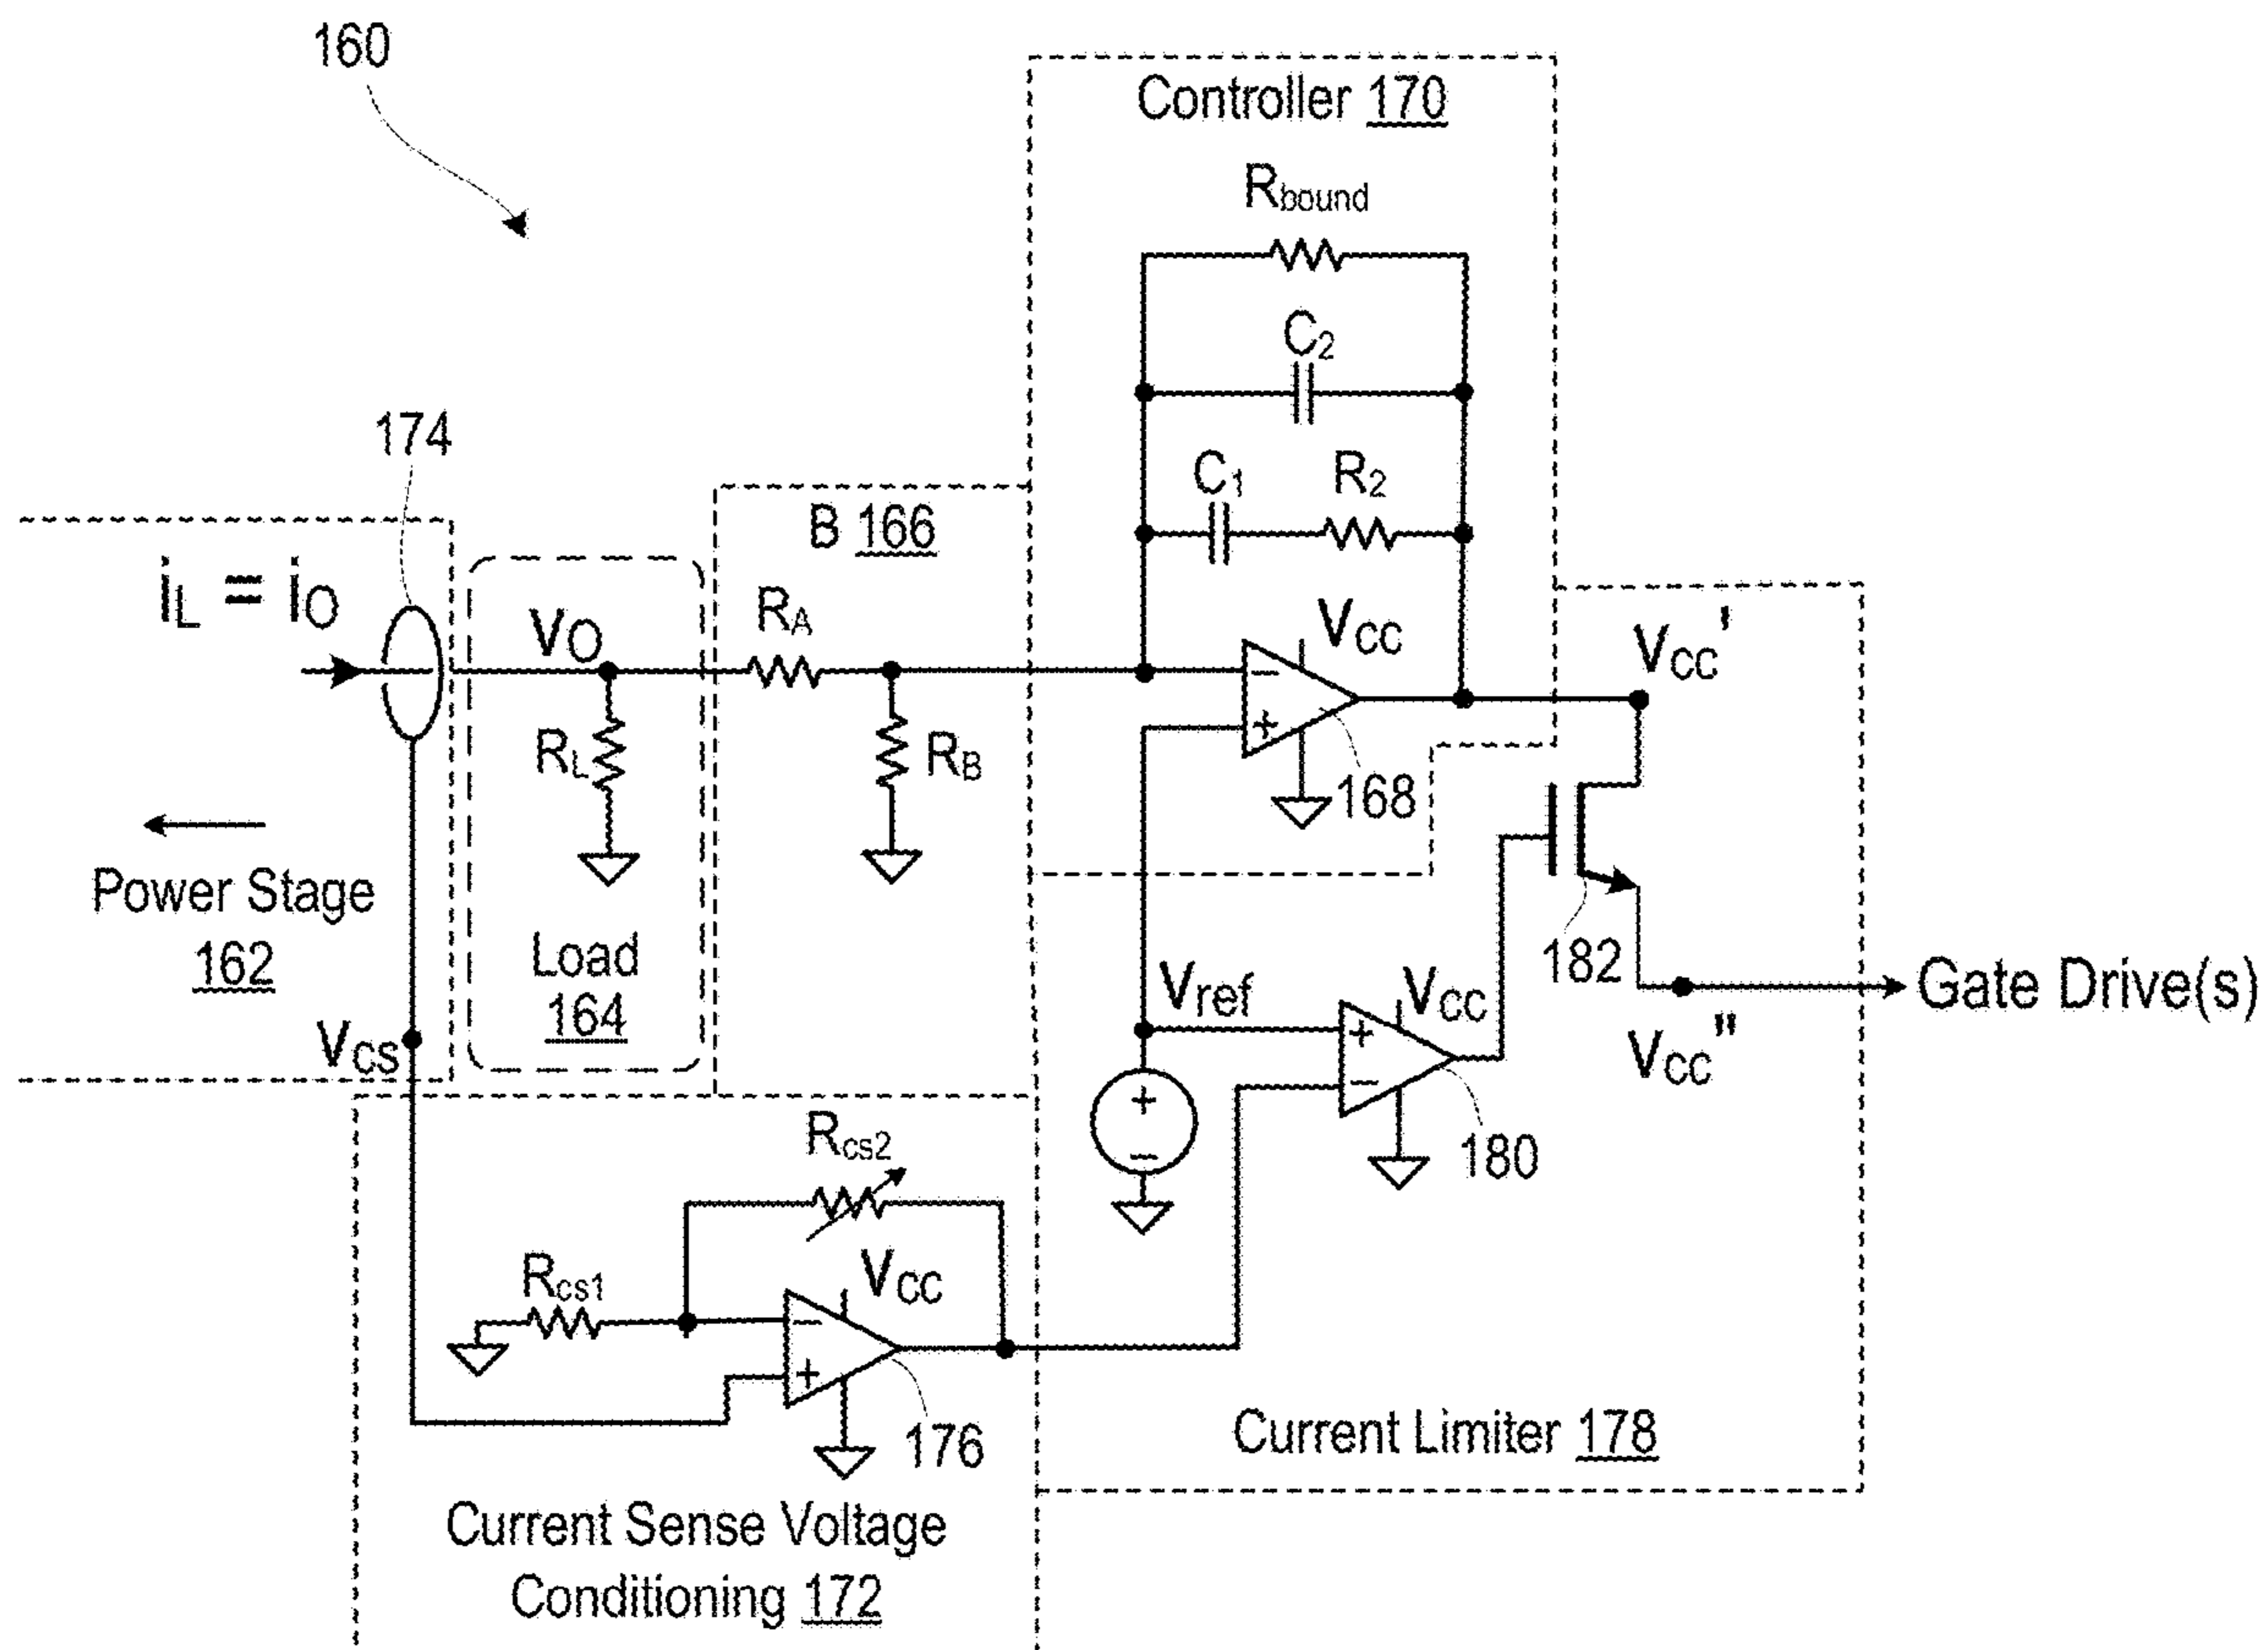 160
Controller 170
Rbound
C2
174
C1
R2
B 166
iL = iO
vO
RA
vcc
vcc'
RL
RB
−
+
168
Power Stage
162
Load
164
182
vref
vcc
Gate Drive(s)
vcs
+
−
vcc"
+
−
180
Rcs2
Rcs1
vcc
−
+
176
Current Limiter 178
Current Sense Voltage
Conditioning 172